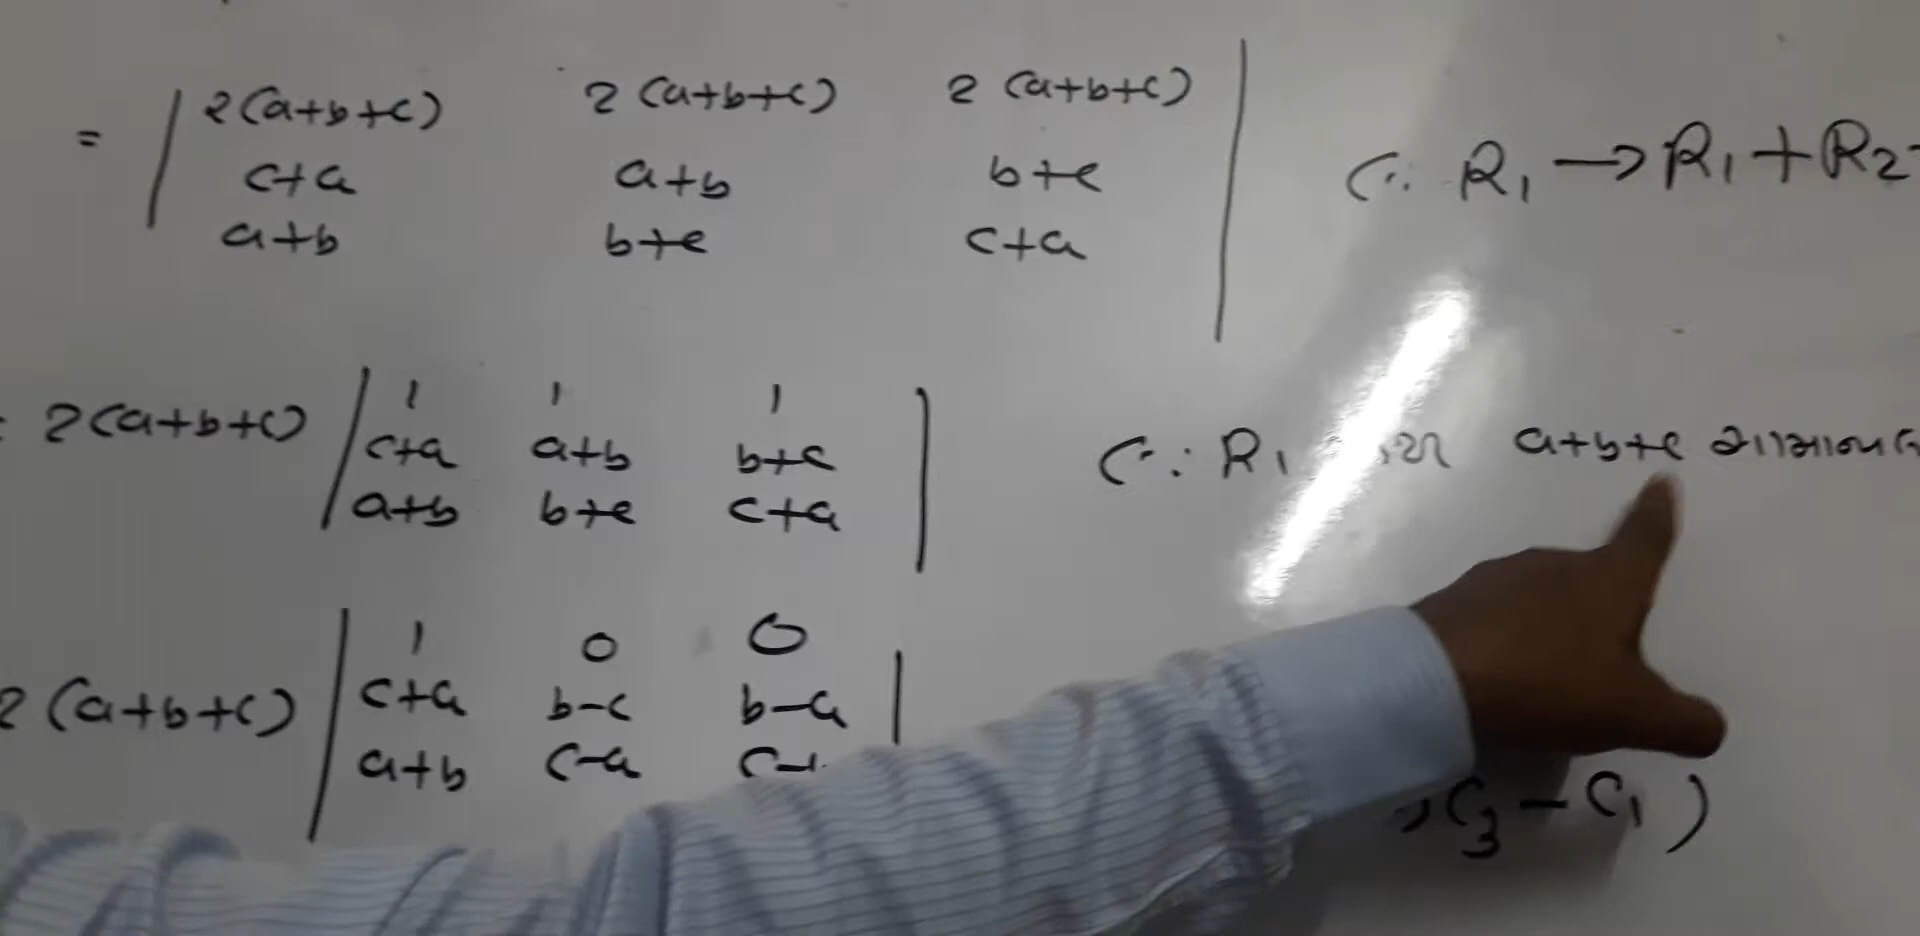 = | 2(a+b+c) 2(a+b+c) 2(a+b+c) | (∵ R₁ → R₁+R₂+
c+a a+b b+c
a+b b+c c+a
= 2(a+b+c) | 1 1 1 |
c+a a+b b+c (∵ R₁ a+b+c
a+b b+c c+a
2(a+b+c) | 1 0 0 |
c+a b-c b-a
a+b c-a c-
C₃-C₁)